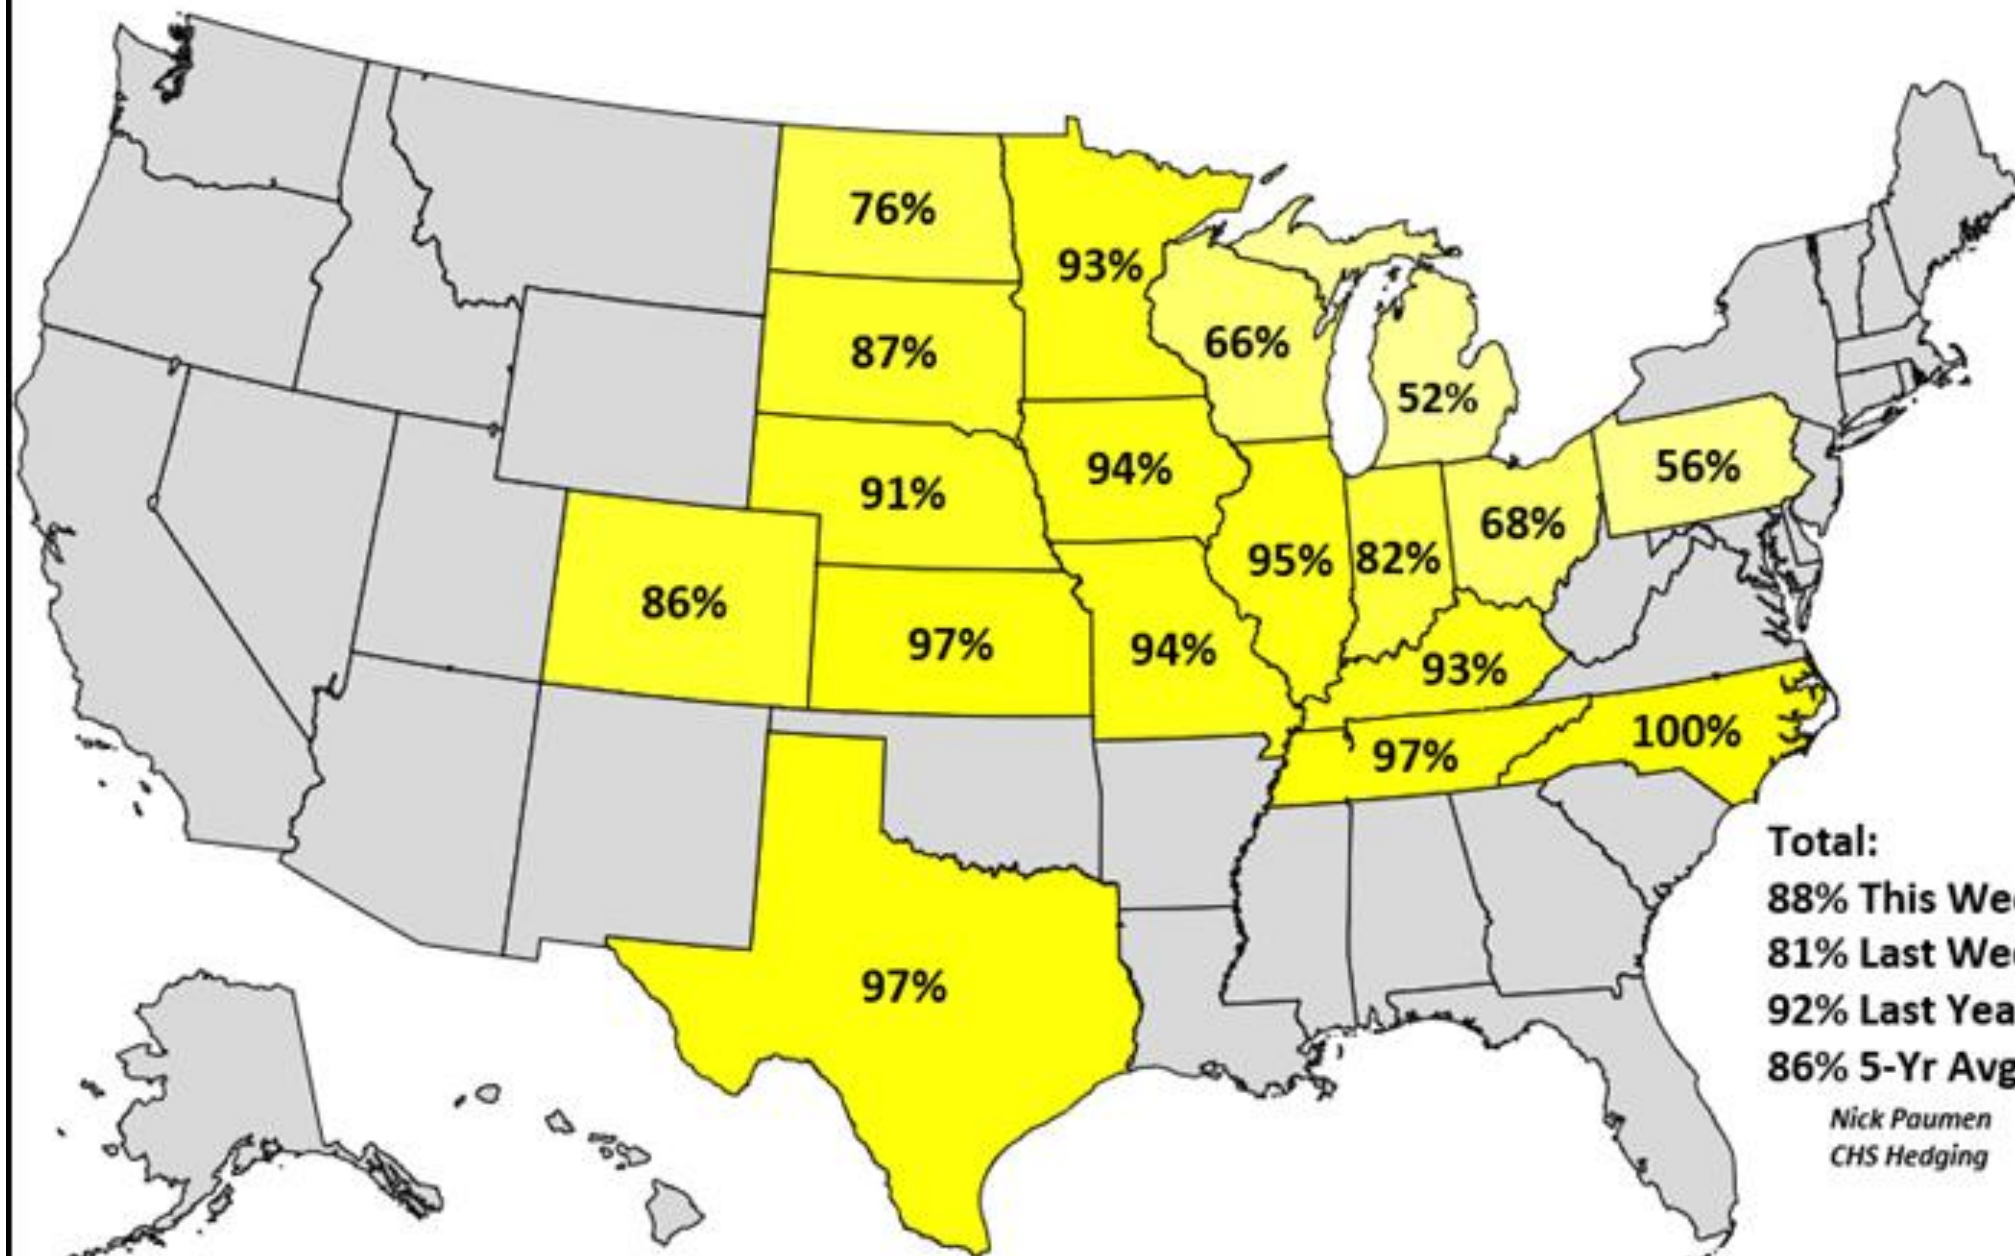 76%
93%
87%
66%
52%
91%
94%
56%
68%
95%
82%
86%
97%
94%
93%
100%
97%
97%
Total:
88% This We
81% Last We
92% Last Yea
86% 5-Yr Avg
Nick Paumen
CHS Hedging